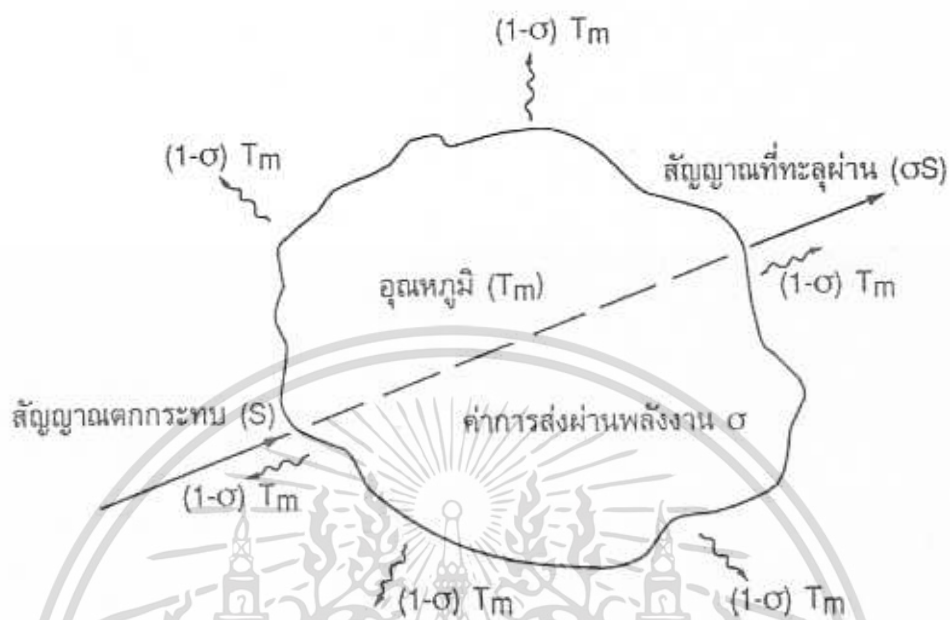 (1-σ) Tm
(1-σ) Tm
สัญญาณที่ทะลุผ่าน (σS)
อุณหภูมิ (Tm)
(1-σ) Tm
สัญญาณตกกระทบ (S)
ค่าการส่งผ่านพลังงาน σ
(1-σ) Tm
(1-σ) Tm
(1-σ) Tm